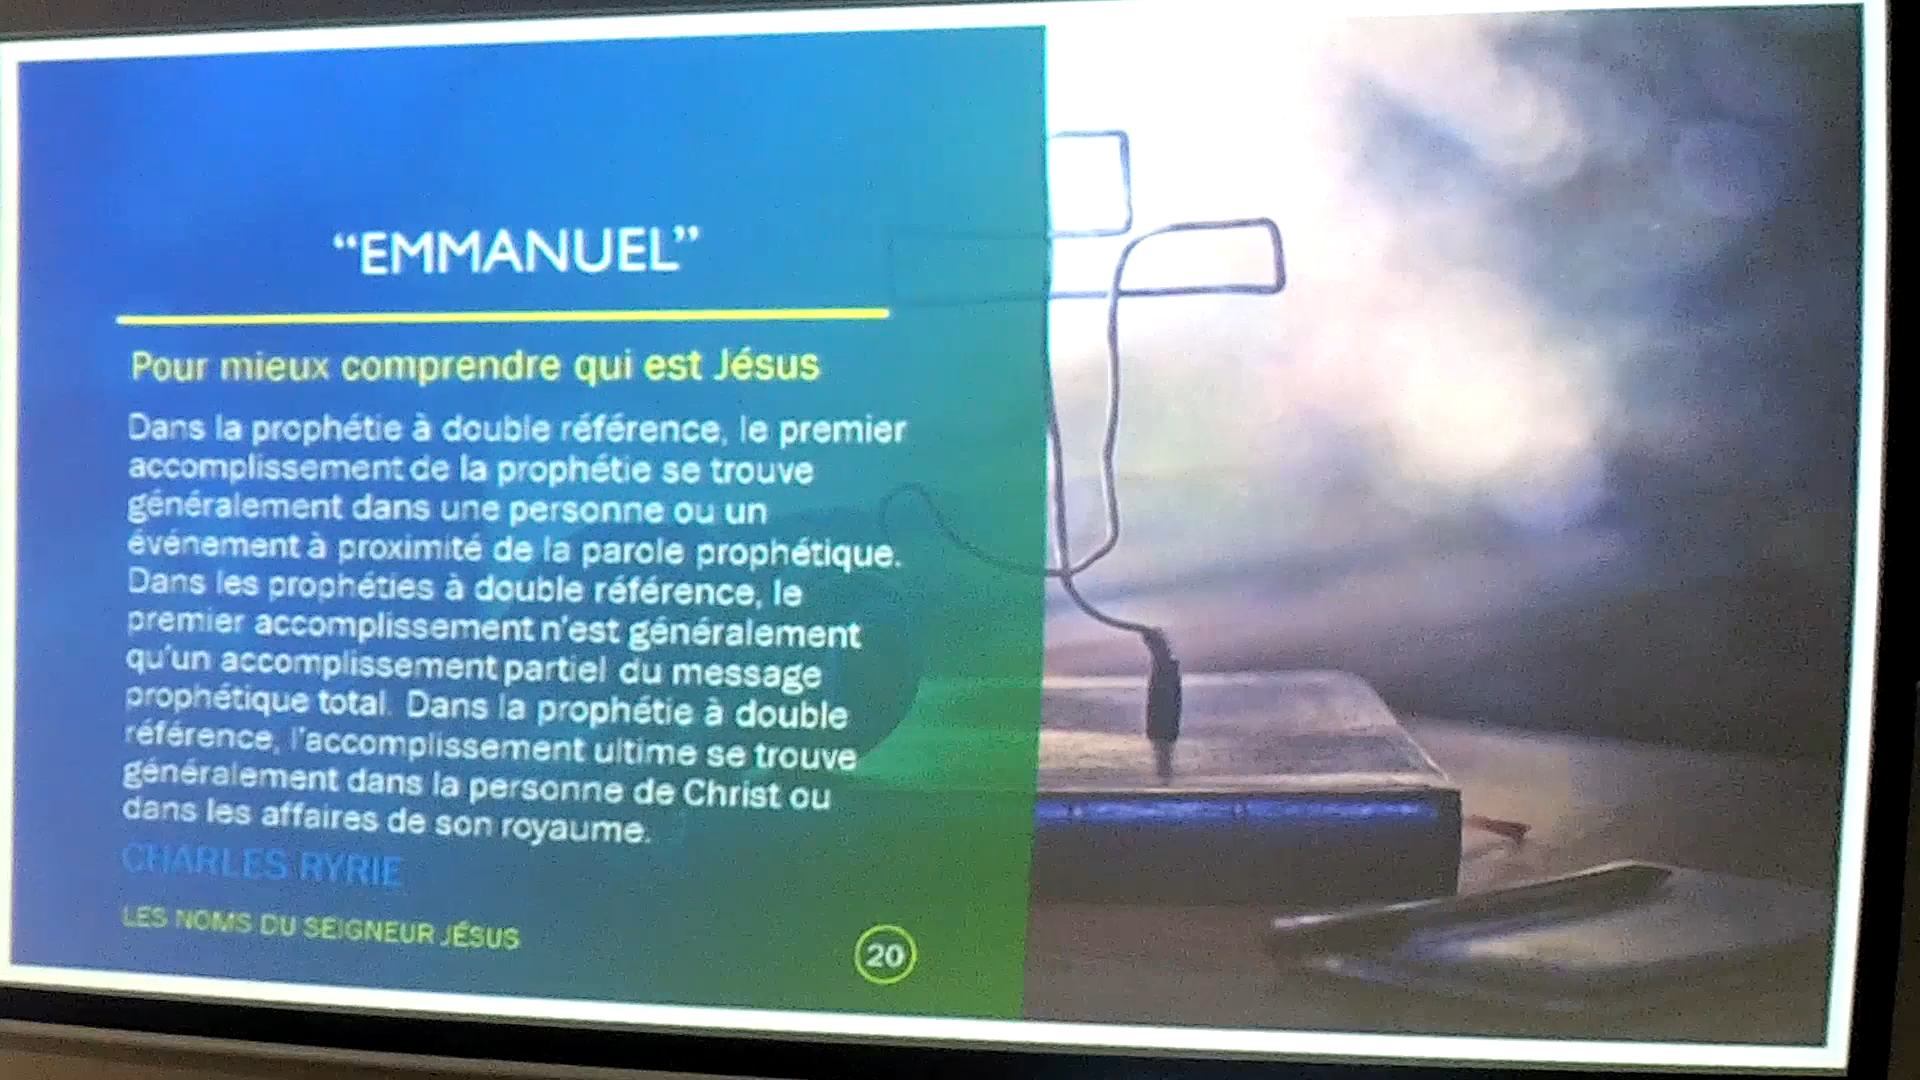 “EMMANUEL”
Pour mieux comprendre qui est Jésus
Dans la prophétie à double référence, le premier
accomplissement de la prophétie se trouve
généralement dans une personne ou un
événement à proximité de la parole prophétique.
Dans les prophéties à double référence, le
premier accomplissement n'est généralement
qu'un accomplissement partiel du message
prophétique total. Dans la prophétie à double
référence, l'accomplissement ultime se trouve
généralement dans la personne de Christ ou
dans les affaires de son royaume.
CHARLES RYRIE
LES NOMS DU SEIGNEUR JÉSUS
20